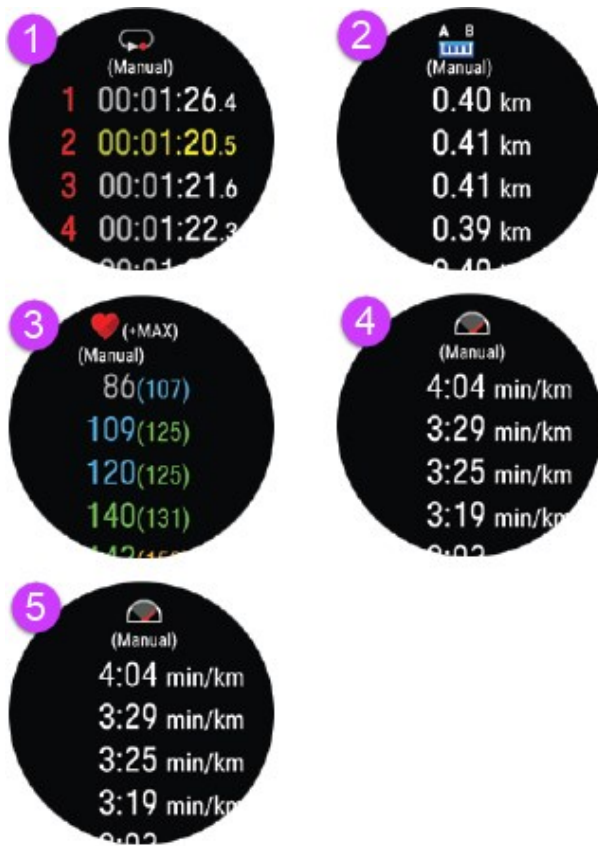 1
(Manual)
1 00:01:26.4
2 00:01:20.5
3 00:01:21.6
4 00:01:22.3
2
A B
(Manual)
0.40 km
0.41 km
0.41 km
0.39 km
3
(+MAX)
(Manual)
86(107)
109(125)
120(125)
140(131)
4
(Manual)
4:04 min/km
3:29 min/km
3:25 min/km
3:19 min/km
5
(Manual)
4:04 min/km
3:29 min/km
3:25 min/km
3:19 min/km